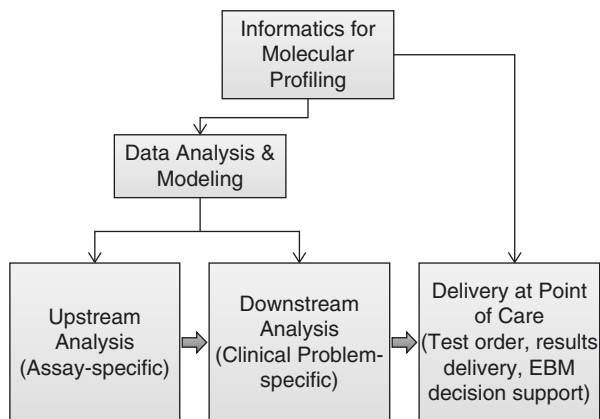 Informatics for
Molecular
Profiling
Data Analysis &
Modeling
Upstream
Analysis
(Assay-specific)
Downstream
Analysis
(Clinical Problem-
specific)
Delivery at Point
of Care
(Test order, results
delivery, EBM
decision support)